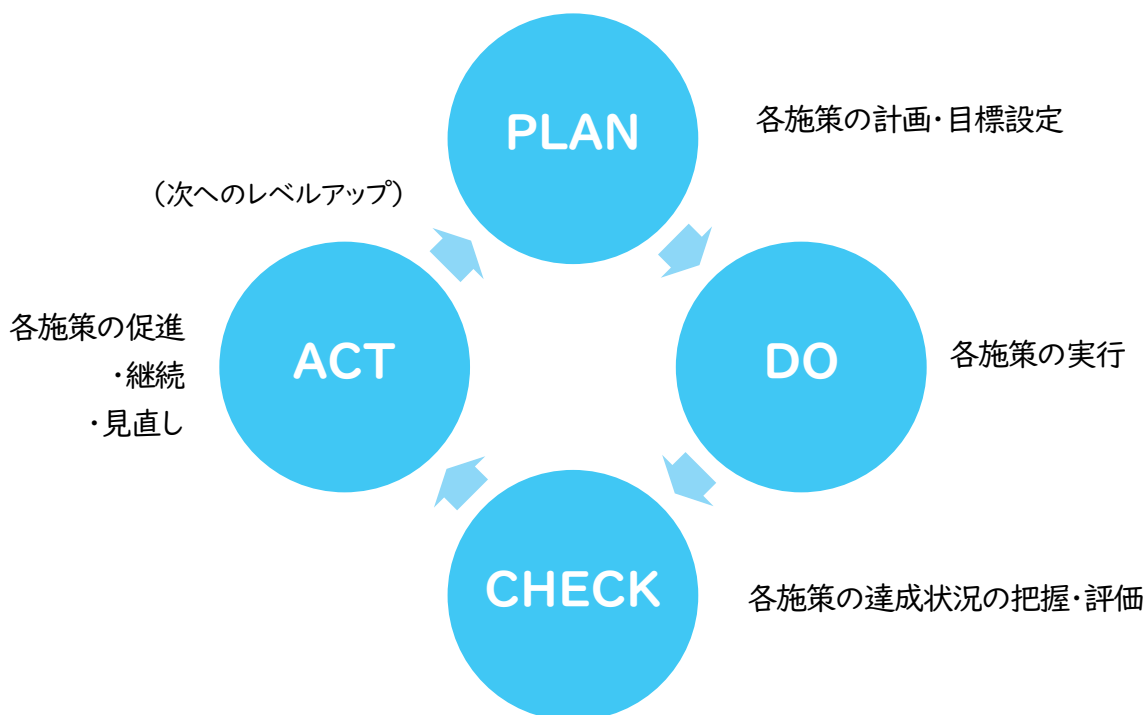 PLAN
各施策の計画・目標設定
(次へのレベルアップ)
各施策の促進
・継続
・見直し
ACT
DO
各施策の実行
CHECK
各施策の達成状況の把握・評価